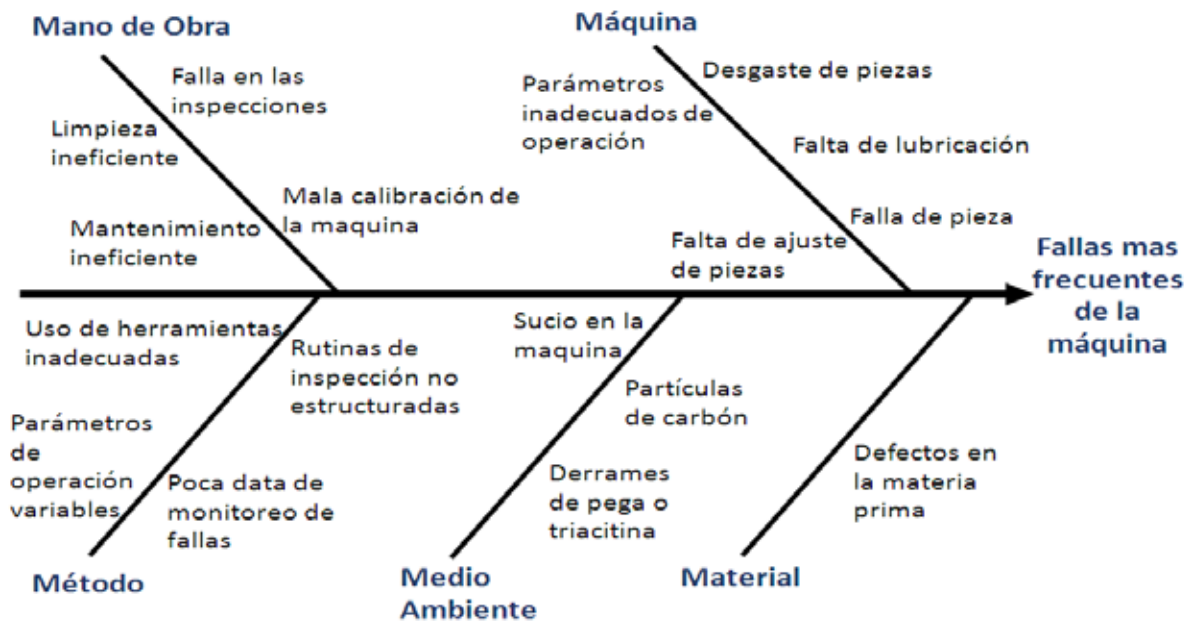 Mano de Obra
Falla en las
inspecciones
Limpieza
ineficiente
Mala calibración de
la maquina
Mantenimiento
ineficiente
Máquina
Desgaste de piezas
Parámetros
inadecuados de
operación
Falta de lubricación
Falla de pieza
Falta de ajuste
de piezas
Fallas mas
frecuentes
de la
máquina
Uso de herramientas
inadecuadas
Rutinas de
inspección no
estructuradas
Parámetros
de
operación
variables
Poca data de
monitoreo de
fallas
Método
Sucio en la
maquina
Partículas
de carbón
Derrames
de pega o
triacitina
Medio
Ambiente
Defectos en
la materia
prima
Material